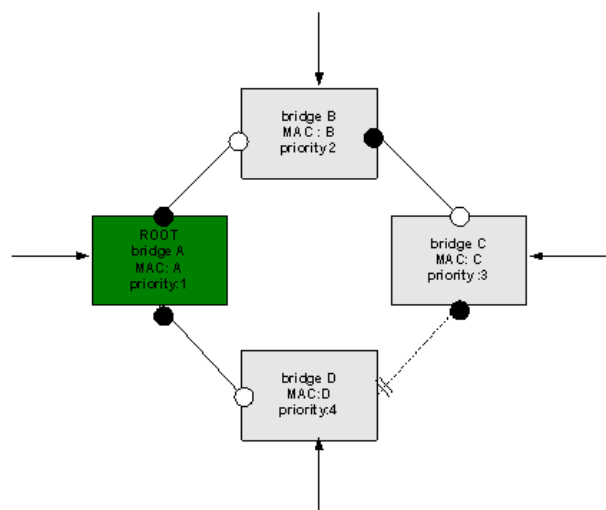 bridge B
MAC : B
priority:2
ROOT
bridge A
MAC: A
priority:1
bridge C
MAC: C
priority :3
bridge D
MAC:D
priority:4